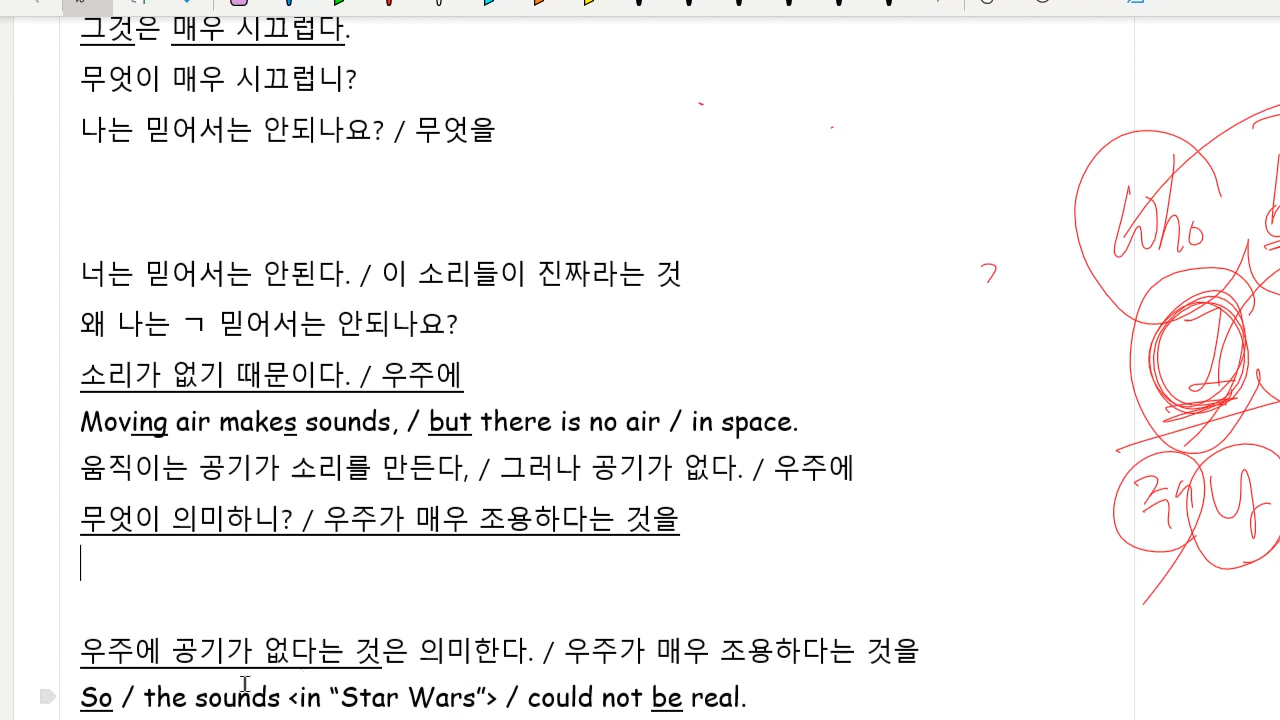 그것은 매우 시끄럽다.
무엇이 매우 시끄럽니?
나는 믿어서는 안되나요? / 무엇을
Who
너는 믿어서는 안된다. / 이 소리들이 진짜라는 것
왜 나는 ㄱ 믿어서는 안되나요?
소리가 없기 때문이다. / 우주에
Moving air makes sounds, / but there is no air / in space.
움직이는 공기가 소리를 만든다, / 그러나 공기가 없다. / 우주에
무엇이 의미하니? / 우주가 매우 조용하다는 것을
우주에 공기가 없다는 것은 의미한다. / 우주가 매우 조용하다는 것을
So / the sounds <in “Star Wars”> / could not be real.